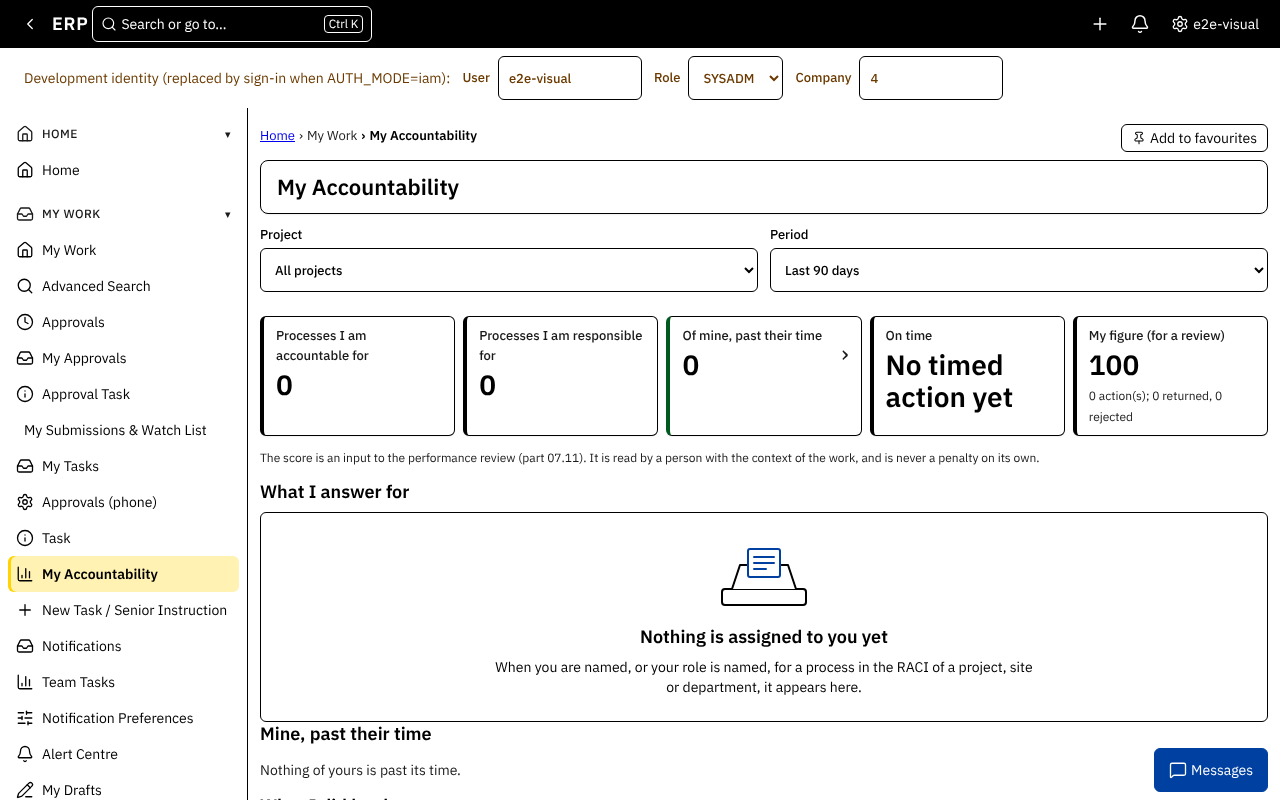 ERP
Search or go to...
Ctrl K
e2e-visual
Development identity (replaced by sign-in when AUTH_MODE=iam):
User
e2e-visual
Role
SYSADM
Company
4
HOME
Home
MY WORK
My Work
Advanced Search
Approvals
My Approvals
Approval Task
My Submissions & Watch List
My Tasks
Approvals (phone)
Task
My Accountability
New Task / Senior Instruction
Notifications
Team Tasks
Notification Preferences
Alert Centre
My Drafts
Home › My Work › My Accountability
Add to favourites
My Accountability
Project
All projects
Period
Last 90 days
Processes I am
accountable for
0
Processes I am responsible
for
0
Of mine, past their time
0
On time
No timed
action yet
My figure (for a review)
100
0 action(s); 0 returned, 0
rejected
The score is an input to the performance review (part 07.11). It is read by a person with the context of the work, and is never a penalty on its own.
What I answer for
Nothing is assigned to you yet
When you are named, or your role is named, for a process in the RACI of a project, site
or department, it appears here.
Mine, past their time
Nothing of yours is past its time.
Messages